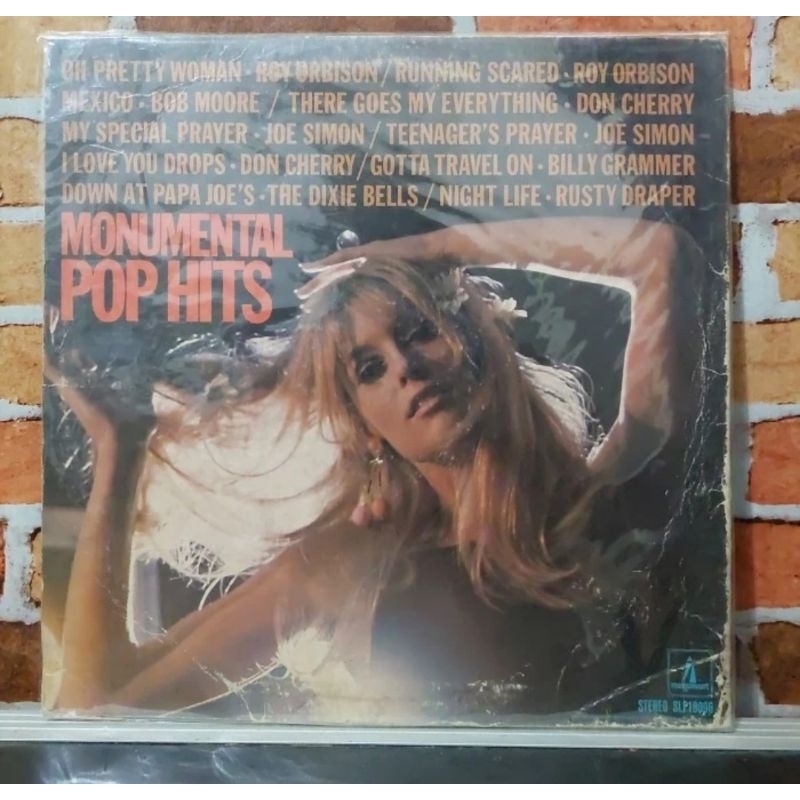 OH PRETTY WOMAN · ROY ORBISON / RUNNING SCARED · ROY ORBISON
MEXICO · BOB MOORE / THERE GOES MY EVERYTHING · DON CHERRY
MY SPECIAL PRAYER · JOE SIMON / TEENAGER'S PRAYER · JOE SIMON
I LOVE YOU DROPS · DON CHERRY / GOTTA TRAVEL ON · BILLY GRAMMER
DOWN AT PAPA JOE'S · THE DIXIE BELLS / NIGHT LIFE · RUSTY DRAPER
MONUMENTAL
POP HITS
monument
STEREO SLP18096